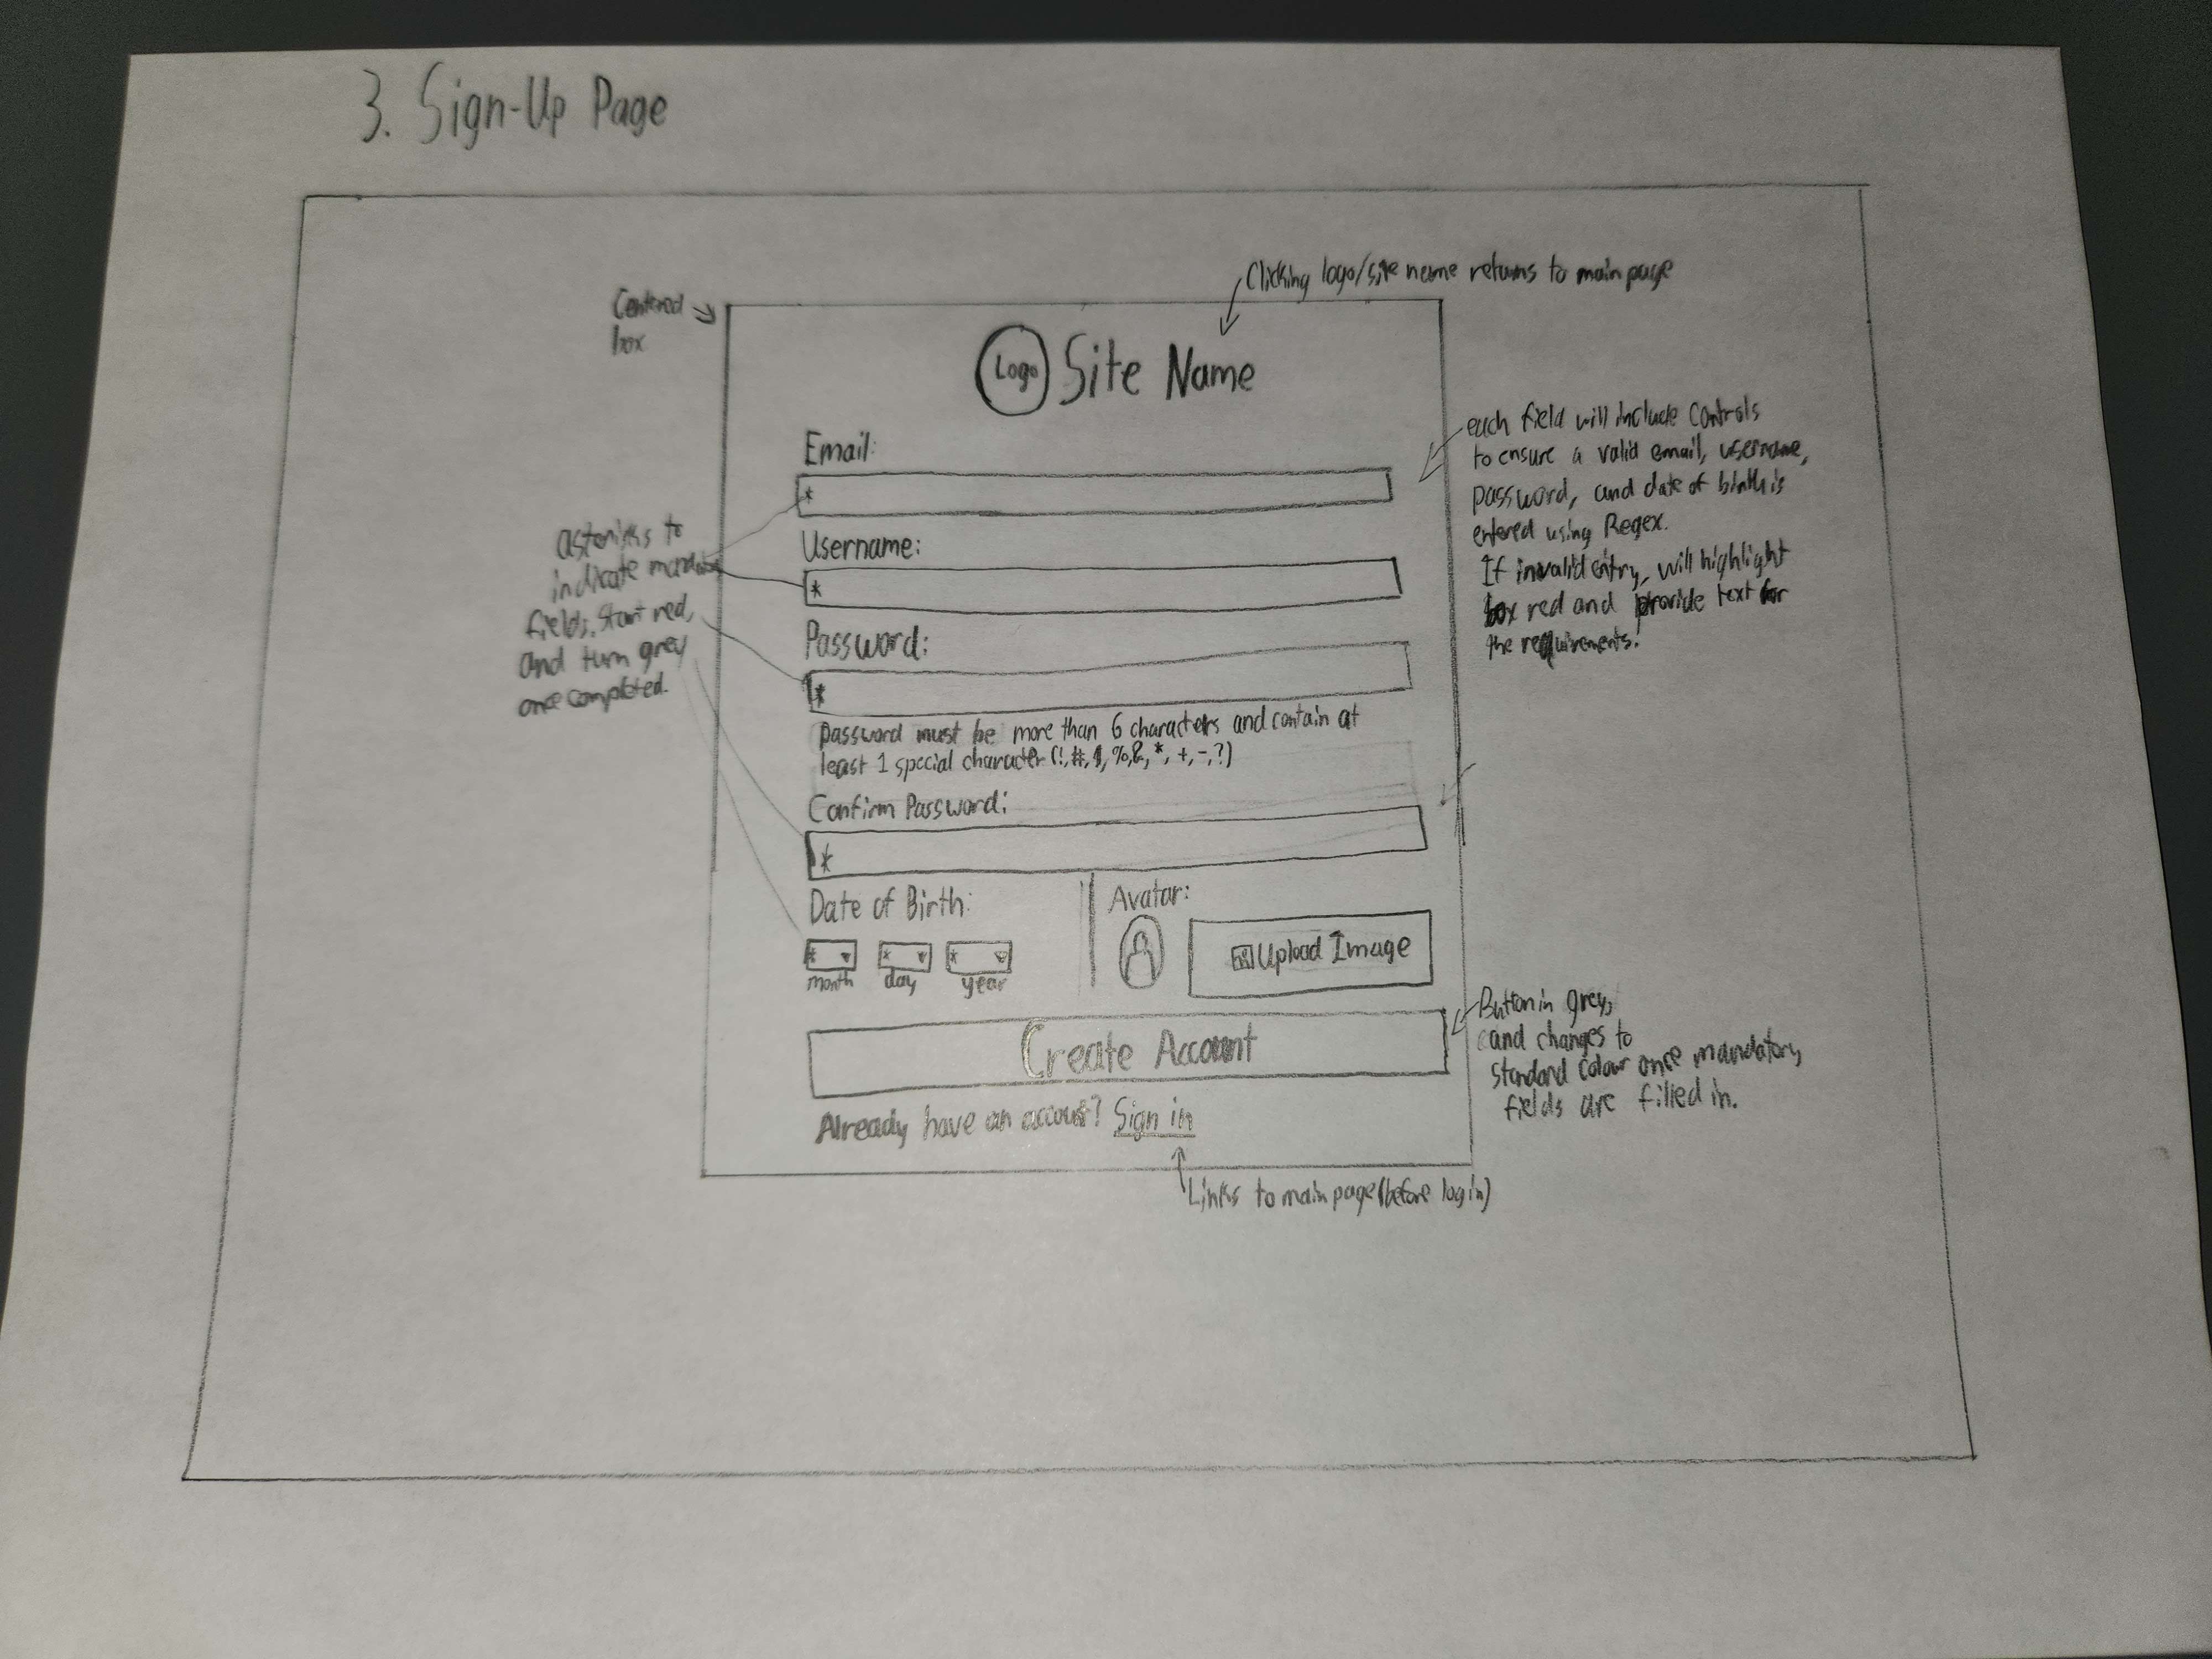 3. Sign-Up Page
Clicking logo/site name returns to main page
Centered
box
Logo Site Name
Email:
*
Username:
*
Password:
*
Password must be more than 6 characters and contain at
least 1 special character (!, #, $, %, &, *, +, -, ?)
Confirm Password:
*
Date of Birth:
* * *
month day year
Avatar:
Upload Image
Create Account
Already have an account? Sign in
Links to main page (before log in)
asterisks to
indicate
fields. Start red,
and turn grey
once completed.
each field will include controls
to ensure a valid email, username,
password, and date of birth is
entered using Regex.
If invalid entry, will highlight
box red and provide text for
the requirements.
Button in grey,
and changes to
standard colour once mandatory
fields are filled in.